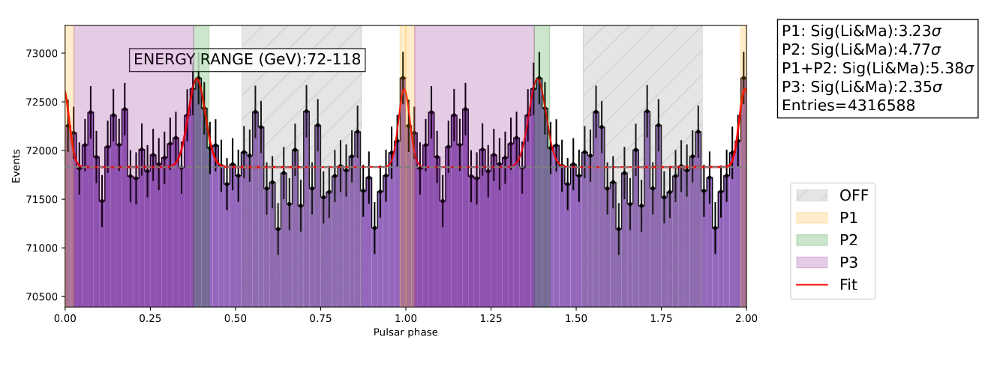 ENERGY RANGE (GeV):72-118
73000
72500
72000
71500
71000
70500
Events
0.00 0.25 0.50 0.75 1.00 1.25 1.50 1.75 2.00
Pulsar phase
P1: Sig(Li&Ma):3.23σ
P2: Sig(Li&Ma):4.77σ
P1+P2: Sig(Li&Ma):5.38σ
P3: Sig(Li&Ma):2.35σ
Entries=4316588
OFF
P1
P2
P3
Fit